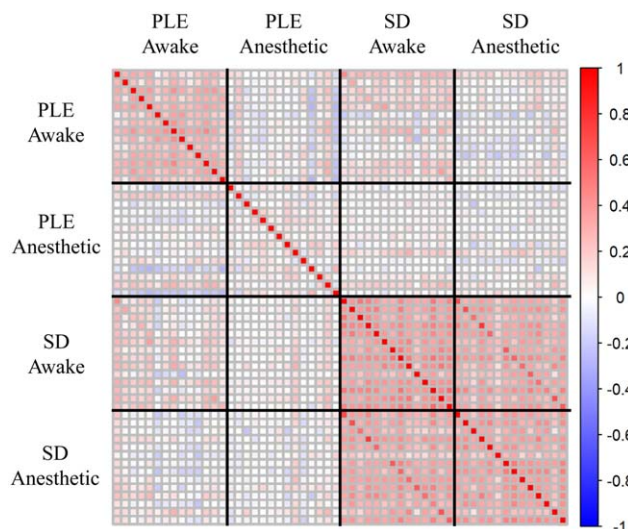 PLE PLE SD SD
Awake Anesthetic Awake Anesthetic
PLE
Awake
PLE
Anesthetic
SD
Awake
SD
Anesthetic
1
0.8
0.6
0.4
0.2
0
-0.2
-0.4
-0.6
-0.8
-1